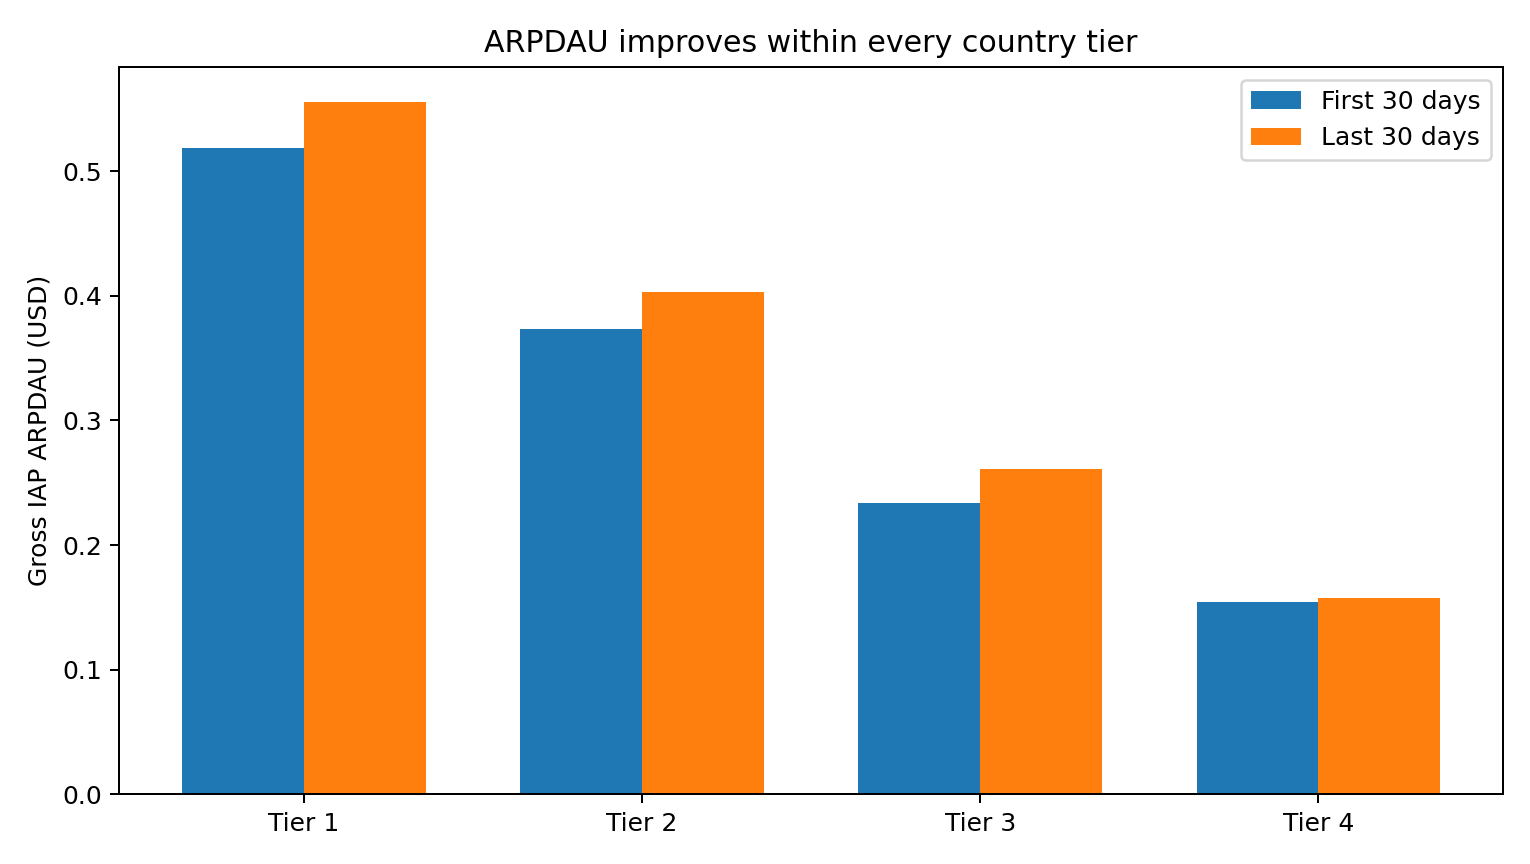 ARPDAU improves within every country tier
First 30 days
Last 30 days
Gross IAP ARPDAU (USD)
0.5
0.4
0.3
0.2
0.1
0.0
Tier 1
Tier 2
Tier 3
Tier 4